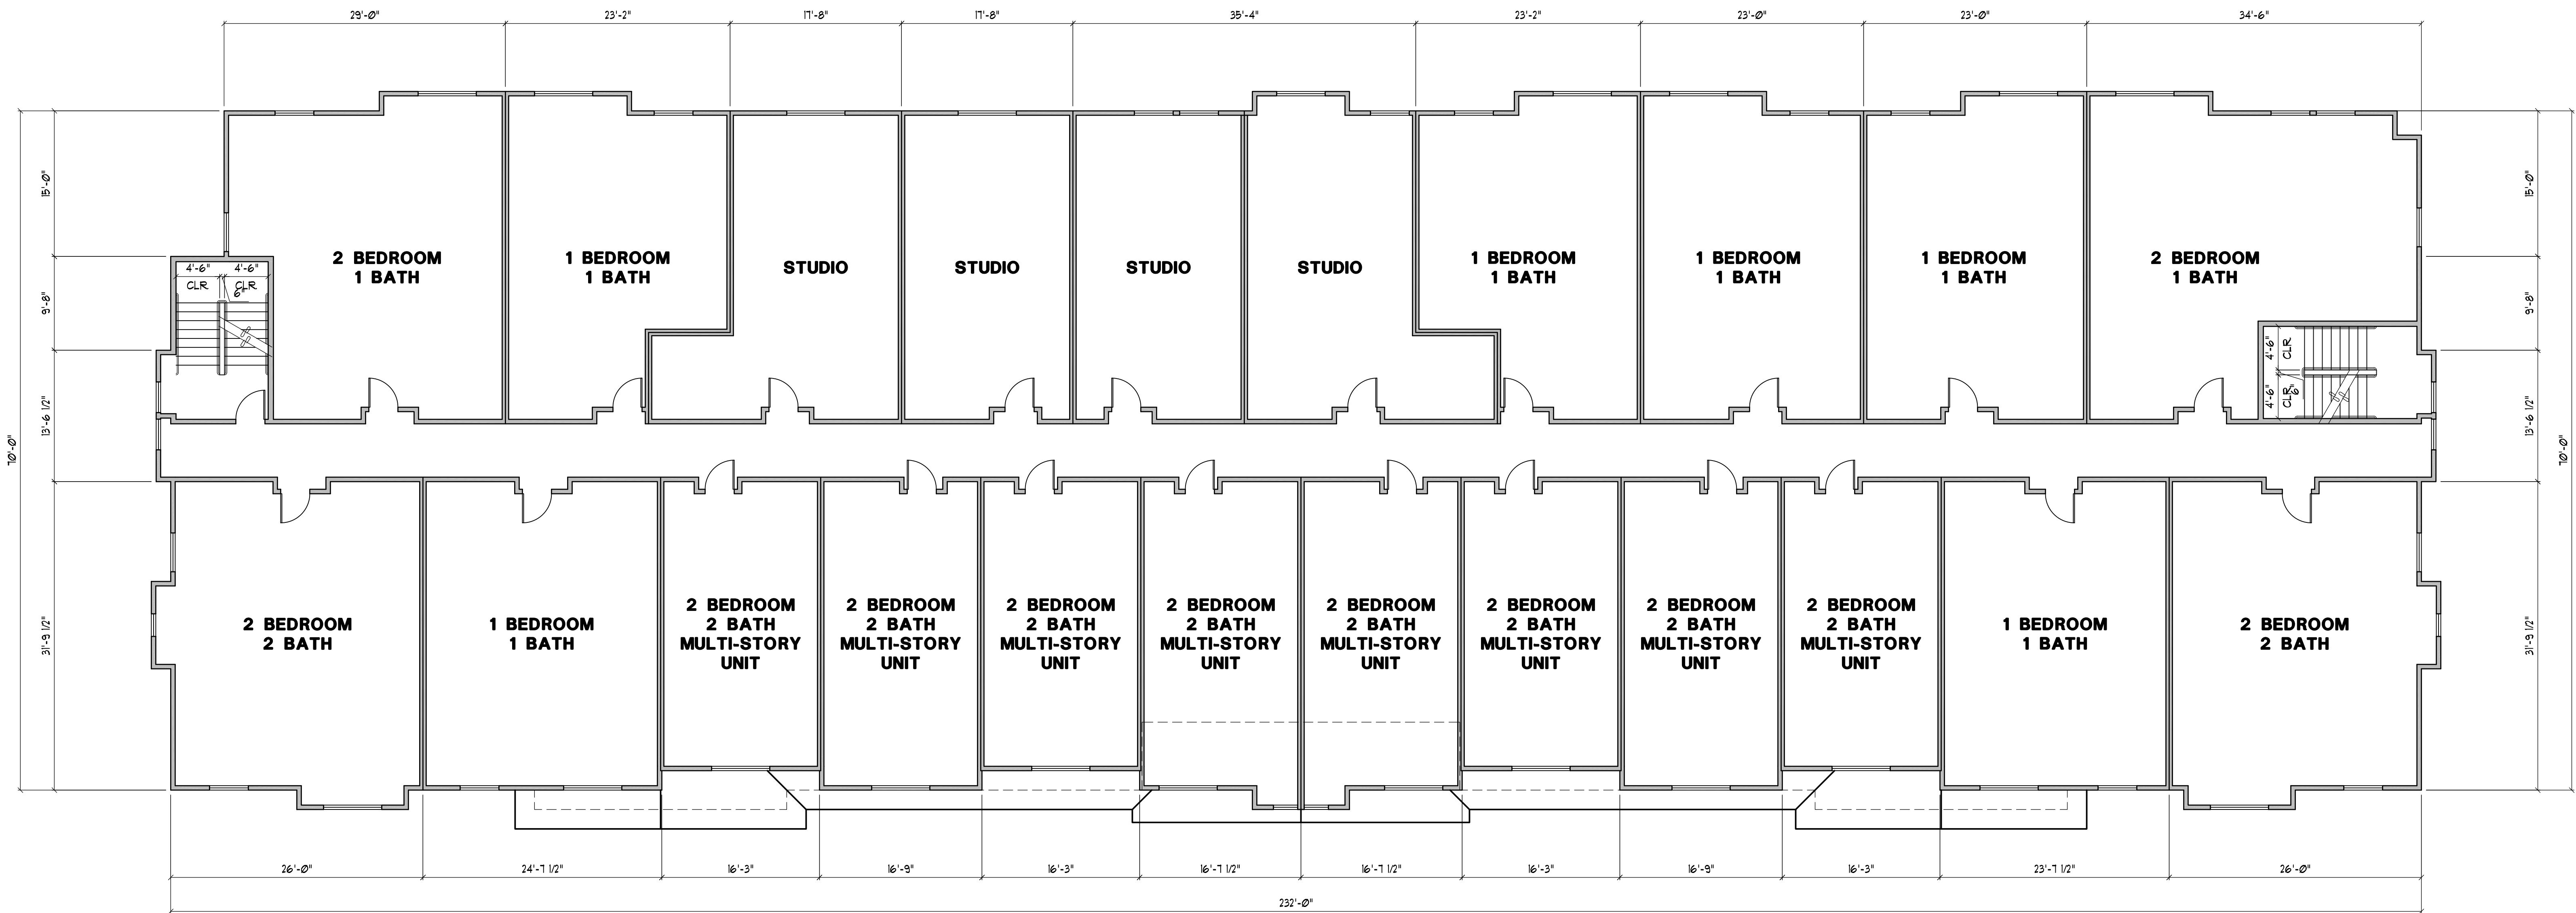 29'-0" 23'-2" 17'-8" 17'-8" 35'-4" 23'-2" 23'-0" 23'-0" 34'-6"
15'-0"
9'-8"
13'-6 1/2"
31'-9 1/2"
70'-0"
4'-6" 4'-6"
CLR CLR
6"
2 BEDROOM
1 BATH
1 BEDROOM
1 BATH
STUDIO
STUDIO
STUDIO
STUDIO
1 BEDROOM
1 BATH
1 BEDROOM
1 BATH
1 BEDROOM
1 BATH
2 BEDROOM
1 BATH
4'-6"
CLR
4'-6"
CLR
6"
15'-0"
9'-8"
13'-6 1/2"
31'-9 1/2"
70'-0"
2 BEDROOM
2 BATH
1 BEDROOM
1 BATH
2 BEDROOM
2 BATH
MULTI-STORY
UNIT
2 BEDROOM
2 BATH
MULTI-STORY
UNIT
2 BEDROOM
2 BATH
MULTI-STORY
UNIT
2 BEDROOM
2 BATH
MULTI-STORY
UNIT
2 BEDROOM
2 BATH
MULTI-STORY
UNIT
2 BEDROOM
2 BATH
MULTI-STORY
UNIT
2 BEDROOM
2 BATH
MULTI-STORY
UNIT
2 BEDROOM
2 BATH
MULTI-STORY
UNIT
1 BEDROOM
1 BATH
2 BEDROOM
2 BATH
26'-0" 24'-7 1/2" 16'-3" 16'-9" 16'-3" 16'-7 1/2" 16'-7 1/2" 16'-3" 16'-9" 16'-3" 23'-7 1/2" 26'-0"
232'-0"